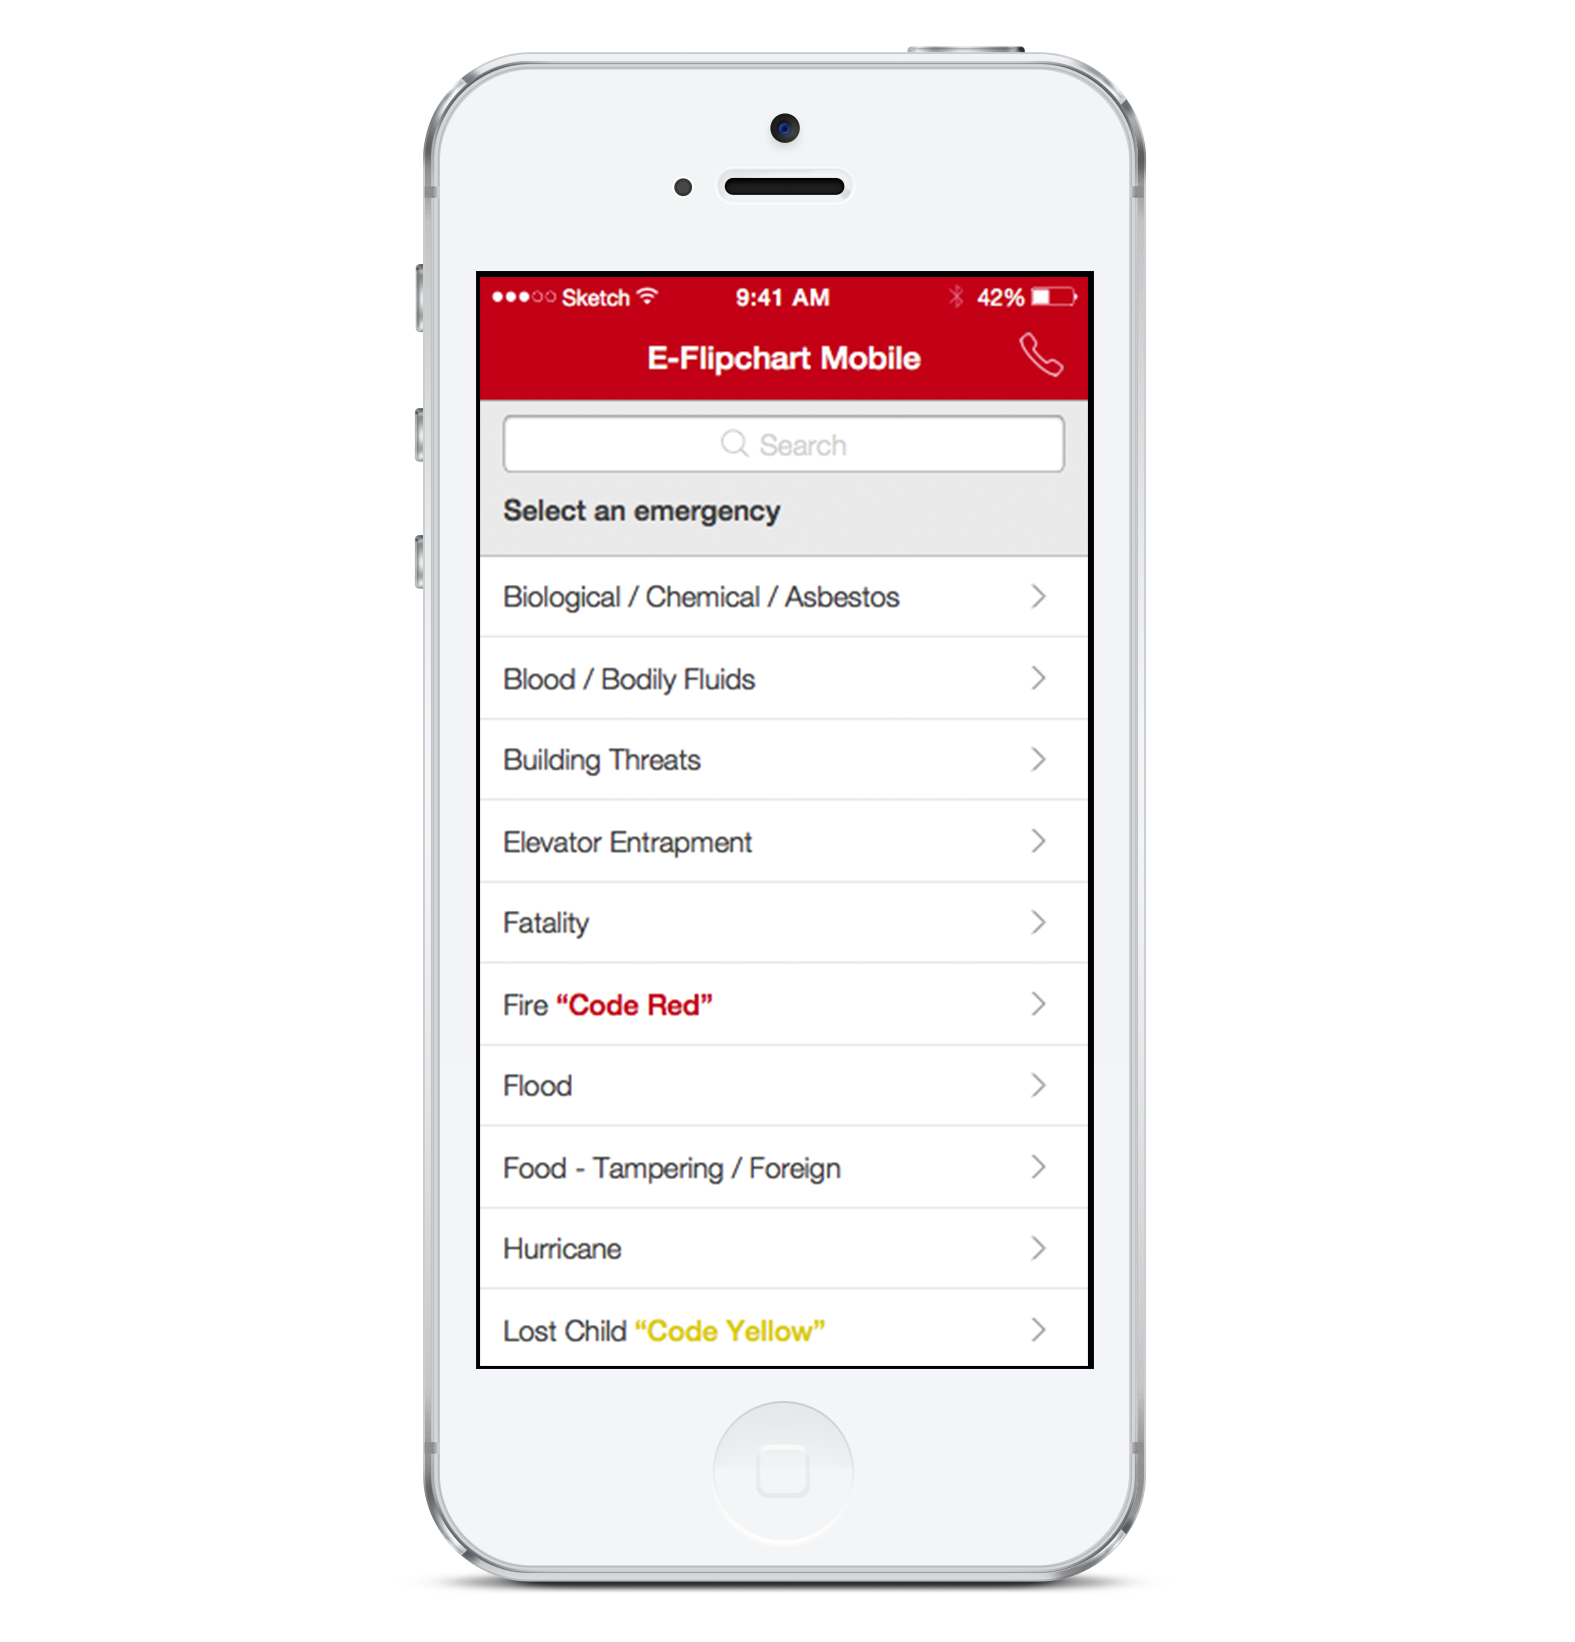 Sketch 9:41 AM 42%
E-Flipchart Mobile
Search
Select an emergency
Biological / Chemical / Asbestos
Blood / Bodily Fluids
Building Threats
Elevator Entrapment
Fatality
Fire “Code Red”
Flood
Food - Tampering / Foreign
Hurricane
Lost Child “Code Yellow”